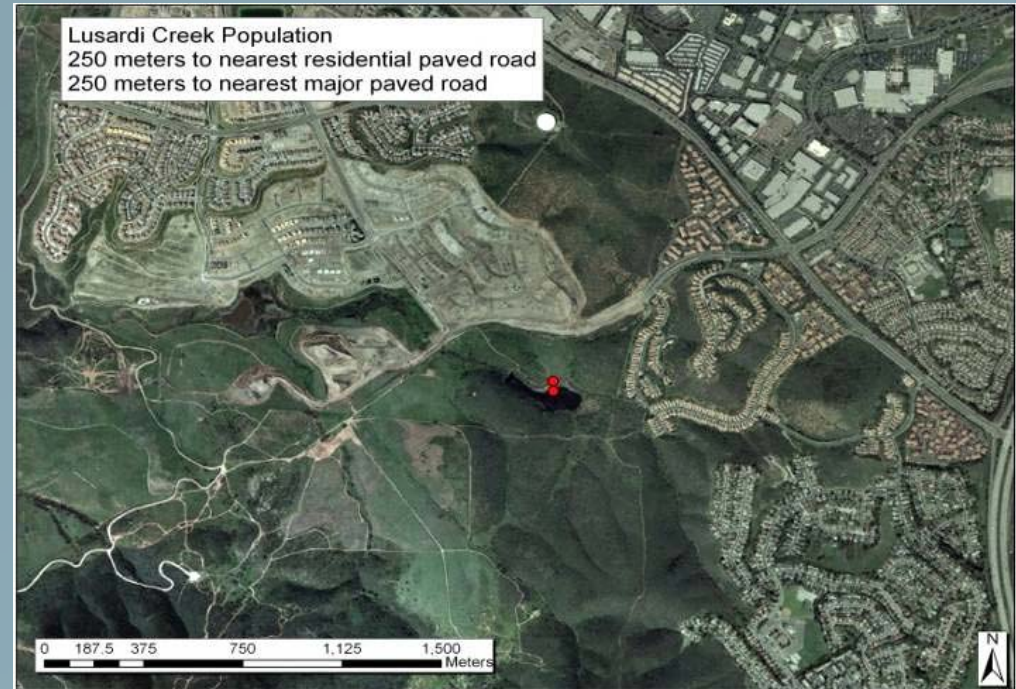 Lusardi Creek Population
250 meters to nearest residential paved road
250 meters to nearest major paved road
0 187.5 375 750 1,125 1,500
Meters
N